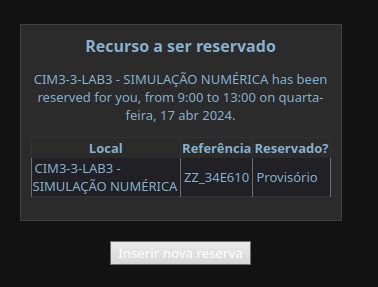 Recurso a ser reservado
CIM3-3-LAB3 - SIMULAÇÃO NUMÉRICA has been
reserved for you, from 9:00 to 13:00 on quarta-
feira, 17 abr 2024.
Local Referência Reservado?
CIM3-3-LAB3 -
SIMULAÇÃO NUMÉRICA ZZ_34E610 Provisório
Inserir nova reserva